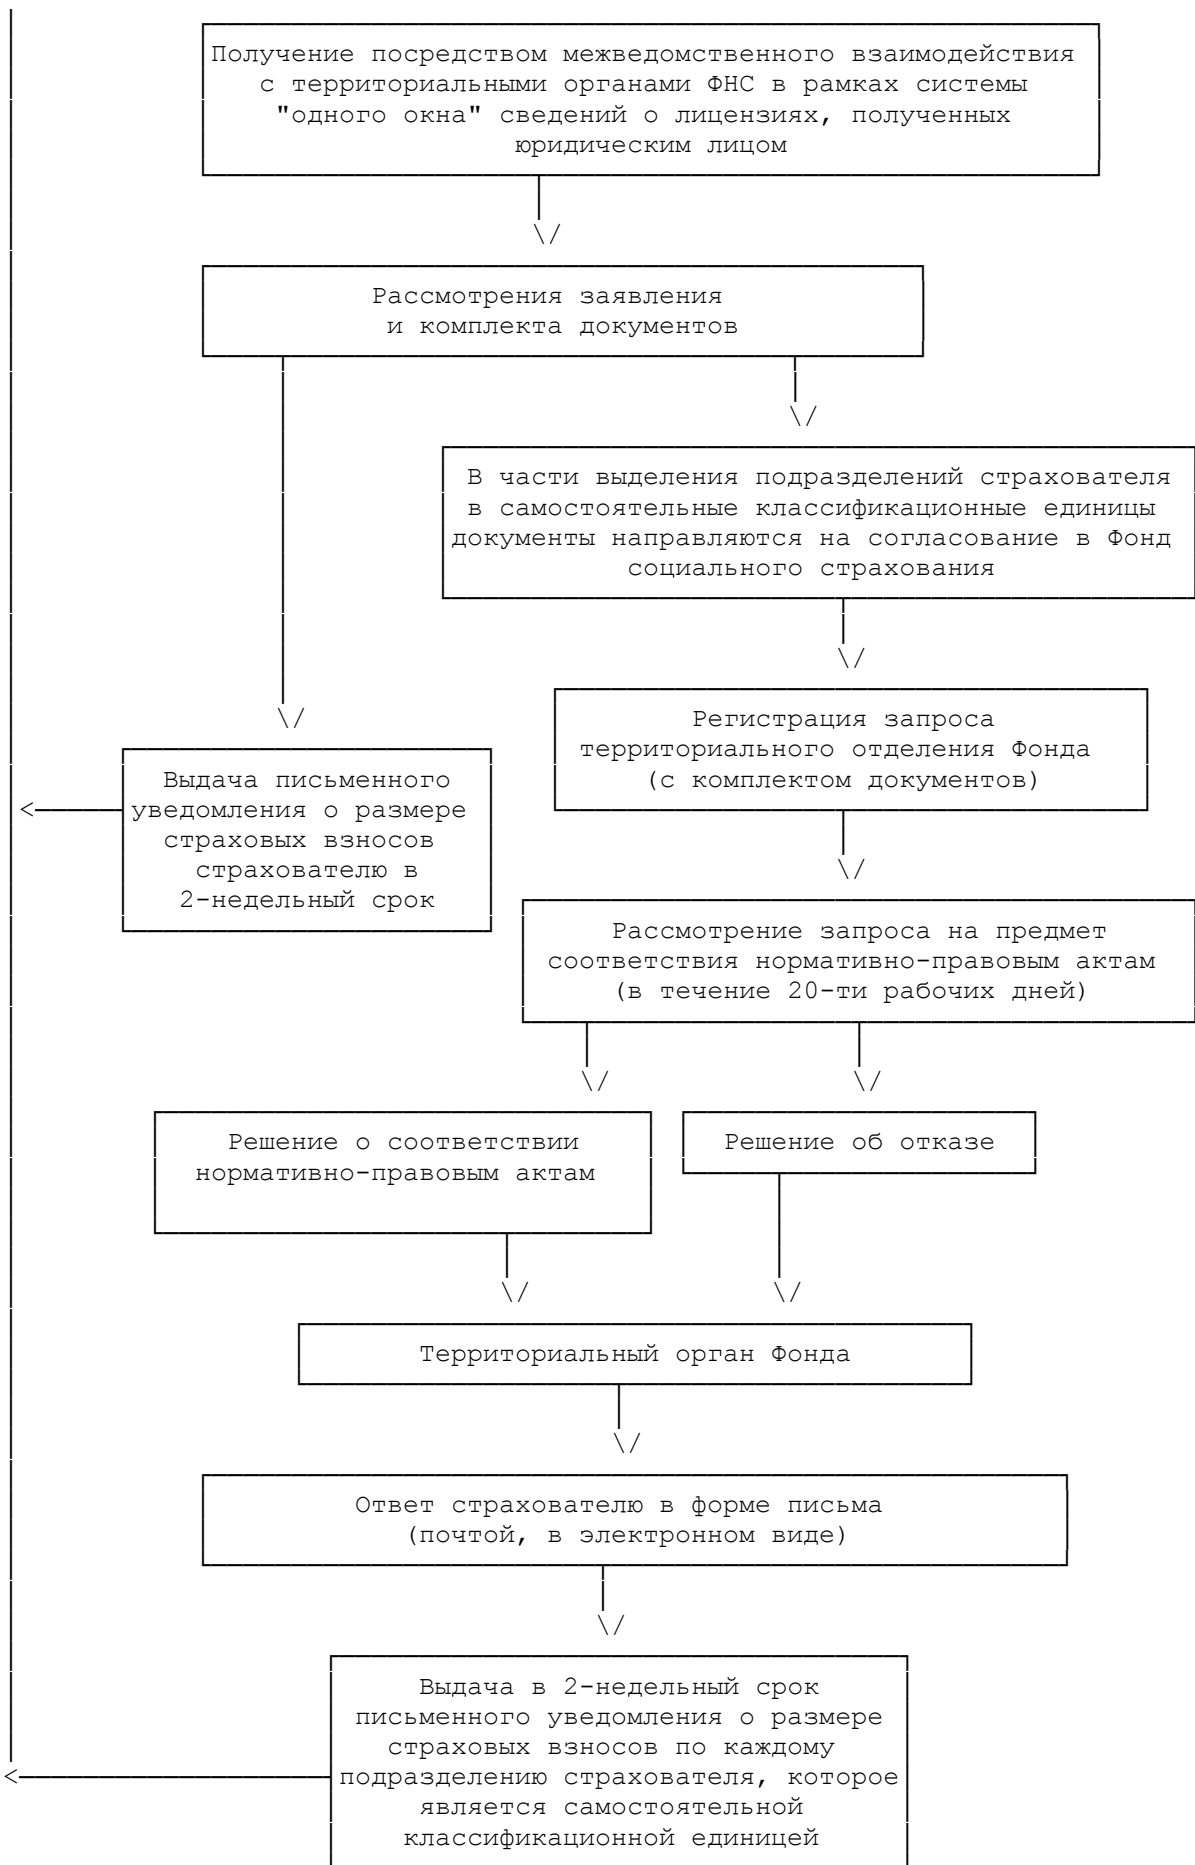 Получение посредством межведомственного взаимодействия
с территориальными органами ФНС в рамках системы
"одного окна" сведений о лицензиях, полученных
юридическим лицом
Рассмотрения заявления
и комплекта документов
В части выделения подразделений страхователя
в самостоятельные классификационные единицы
документы направляются на согласование в Фонд
социального страхования
Регистрация запроса
территориального отделения Фонда
(с комплектом документов)
Выдача письменного
уведомления о размере
страховых взносов
страхователю в
2-недельный срок
Рассмотрение запроса на предмет
соответствия нормативно-правовым актам
(в течение 20-ти рабочих дней)
Решение о соответствии
нормативно-правовым актам
Решение об отказе
Территориальный орган Фонда
Ответ страхователю в форме письма
(почтой, в электронном виде)
Выдача в 2-недельный срок
письменного уведомления о размере
страховых взносов по каждому
подразделению страхователя, которое
является самостоятельной
классификационной единицей